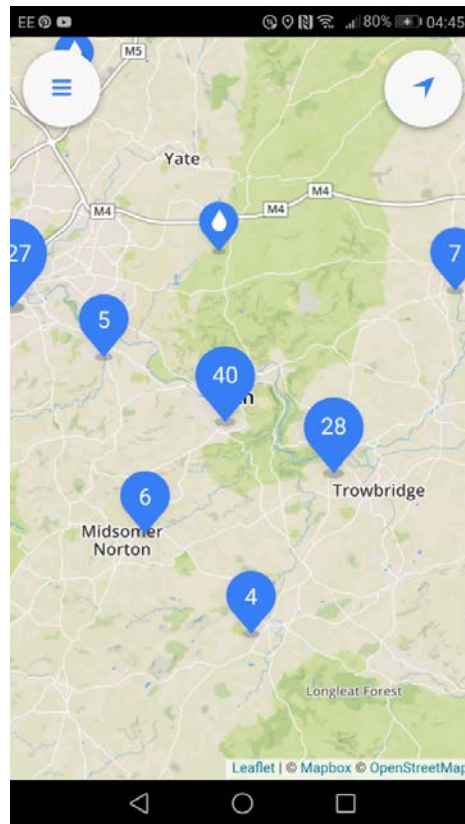 EE 80% 04:45
M5
Yate
M4
M4
M4
27
7
5
40
28
Trowbridge
6
Midsomer
Norton
4
Longleat Forest
Leaflet | © Mapbox © OpenStreetMap